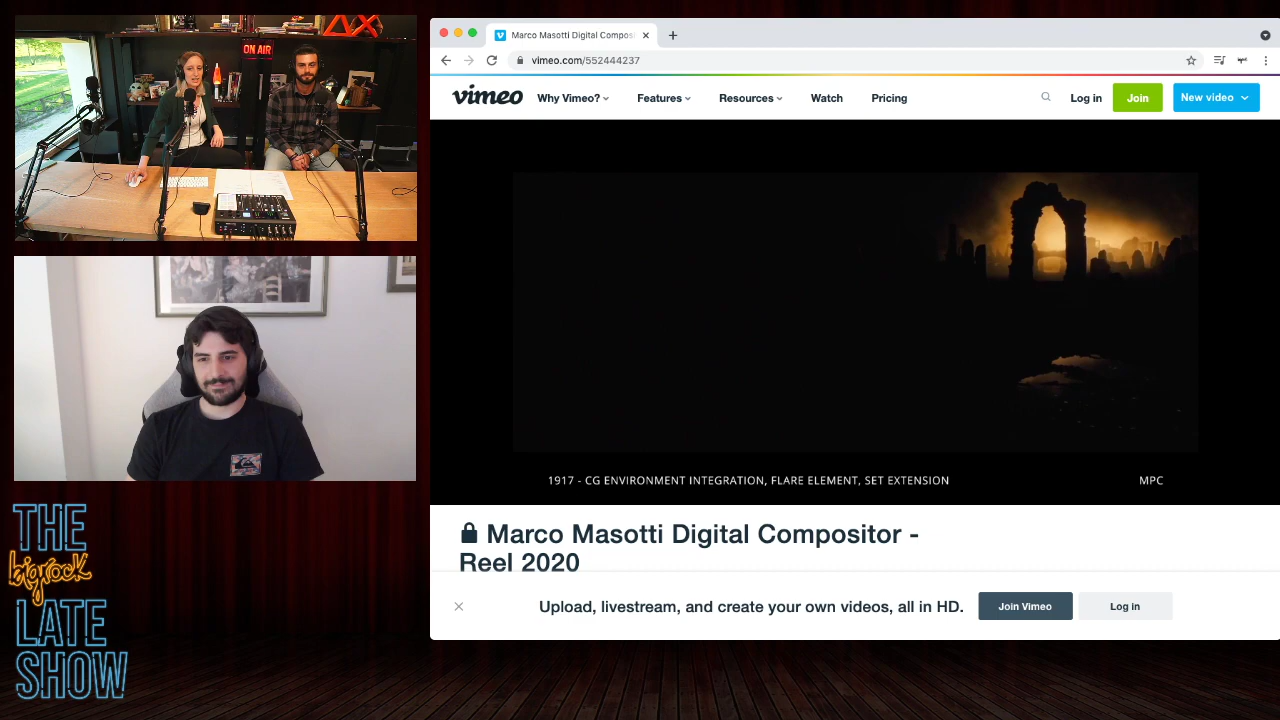 ON AIR
THE
bigrock
LATE
SHOW
Marco Masotti Digital Composi
vimeo.com/552444237
vimeo
Why Vimeo?
Features
Resources
Watch
Pricing
Log in
Join
New video
1917 - CG ENVIRONMENT INTEGRATION, FLARE ELEMENT, SET EXTENSION
MPC
Marco Masotti Digital Compositor -
Reel 2020
Upload, livestream, and create your own videos, all in HD.
Join Vimeo
Log in